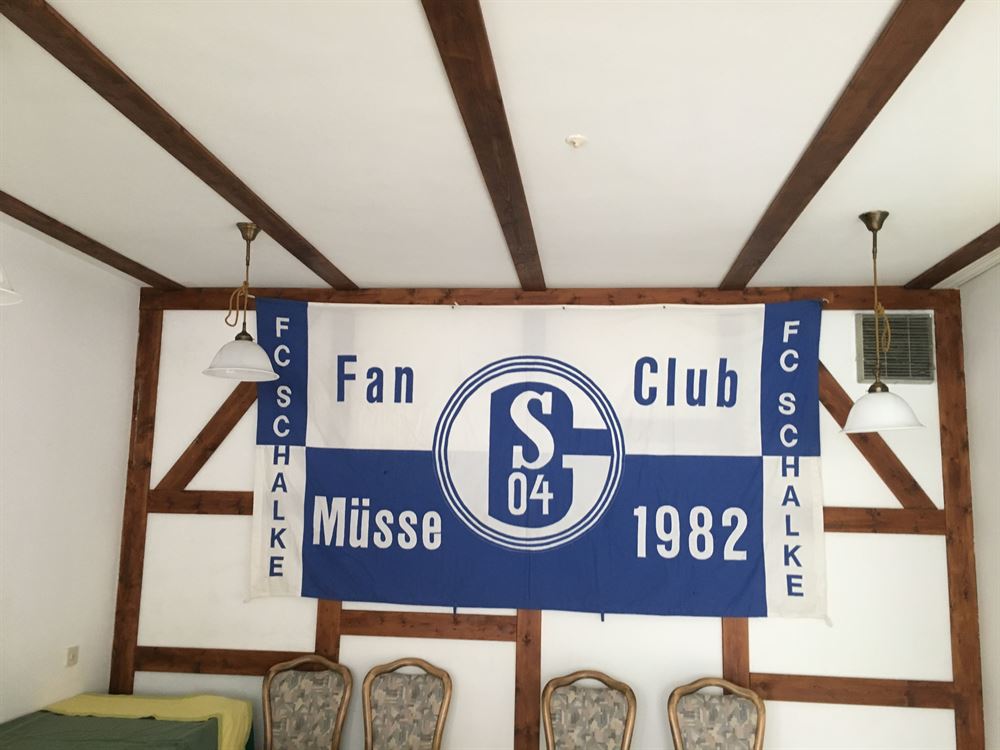 FC SCHALKE
Fan Club
S
04
G
Müsse 1982
FC SCHALKE